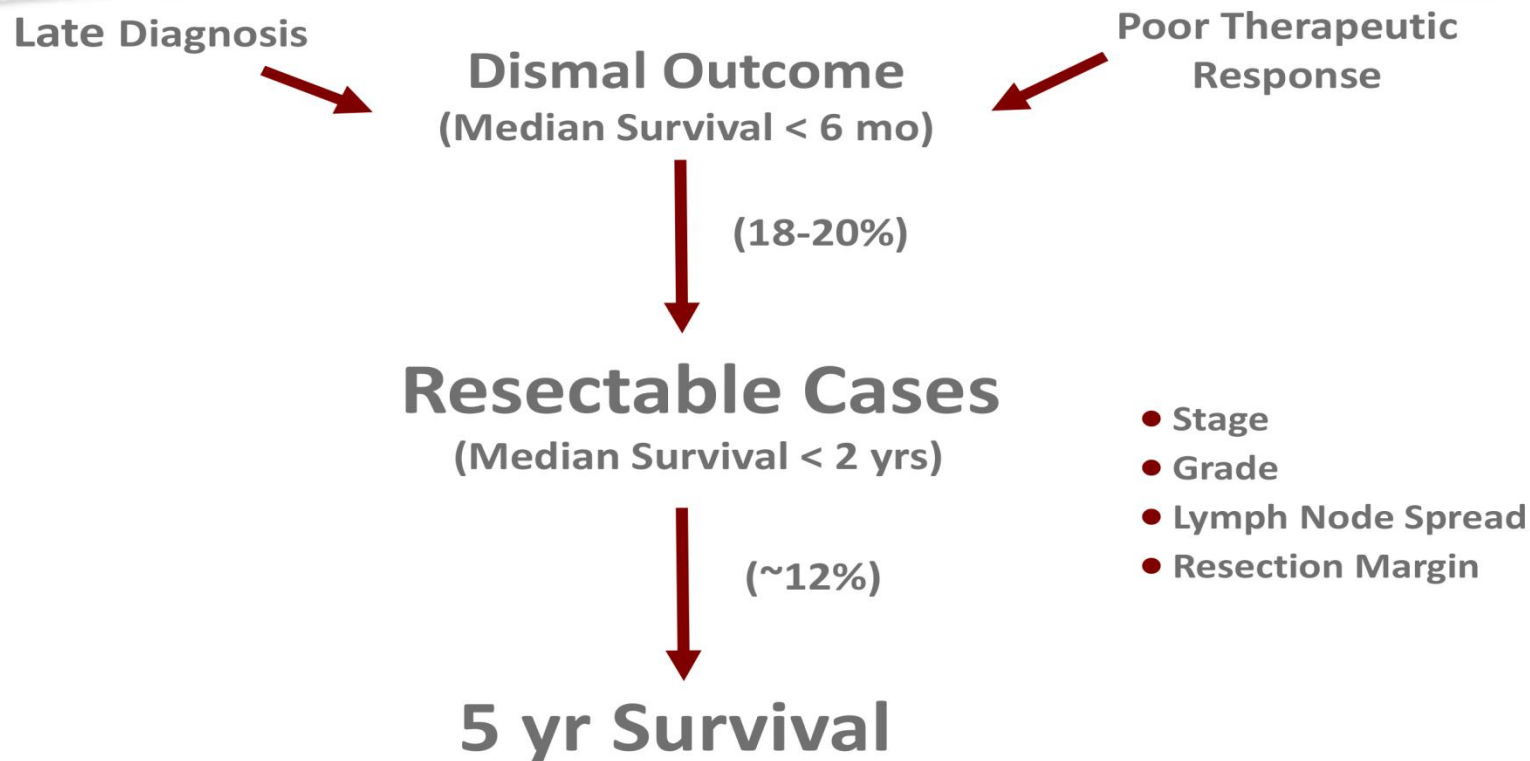 Late Diagnosis
Poor Therapeutic
Response
Dismal Outcome
(Median Survival < 6 mo)
(18-20%)
Resectable Cases
(Median Survival < 2 yrs)
• Stage
• Grade
• Lymph Node Spread
• Resection Margin
(~12%)
5 yr Survival